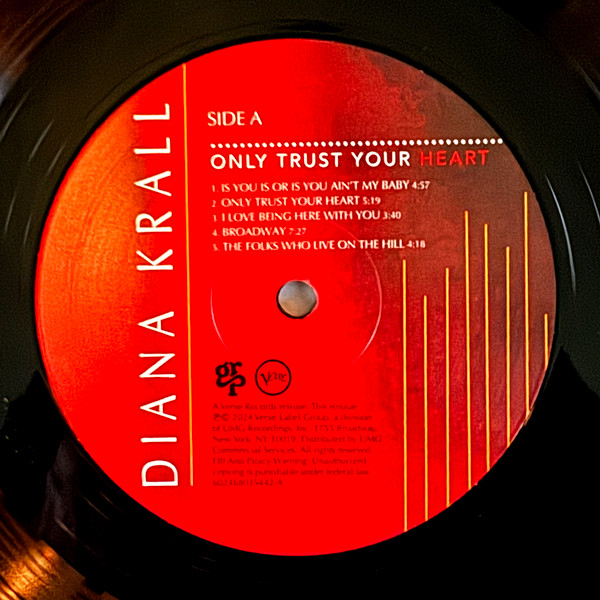 DIANA KRALL
SIDE A
ONLY TRUST YOUR HEART
1. IS YOU IS OR IS YOU AIN'T MY BABY 4:57
2 ONLY TRUST YOUR HEART 5:19
3. I LOVE BEING HERE WITH YOU 3:40
4. BROADWAY 7:27
5. THE FOLKS WHO LIVE ON THE HILL 4:18
grp
Verve
A Verve Records release. This reissue
℗© 2024 Verve Label Group, a division
of UMG Recordings, Inc. 1755 Broadway,
New York, NY, 10019. Distributed by UMG
Commercial Services. All rights reserved.
FBI Anti-Piracy Warning: Unauthorized
copying is punishable under federal law.